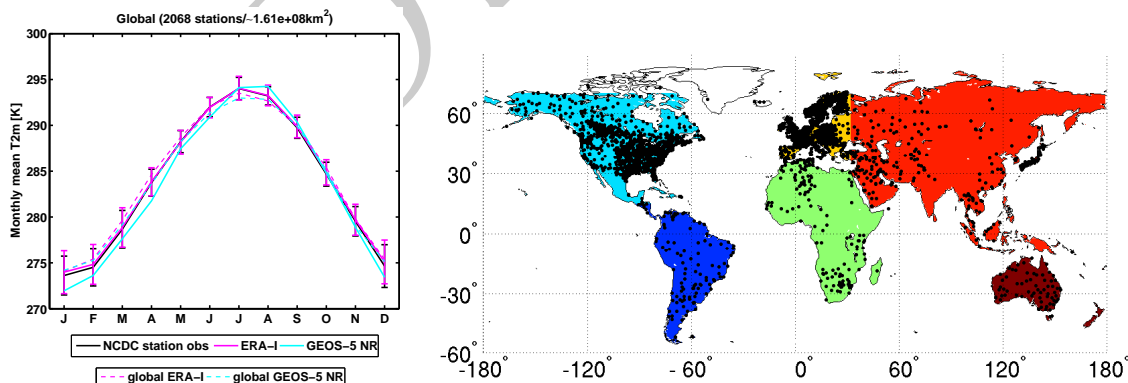 Global (2068 stations/~1.61e+08km²)
Monthly mean T2m [K]
300
295
290
285
280
275
270
J F M A M J J A S O N D
NCDC station obs ERA−I GEOS−5 NR
global ERA−I global GEOS−5 NR
60°
30°
0°
-30°
-60°
-180° -60° 0° 60° 120° 180°